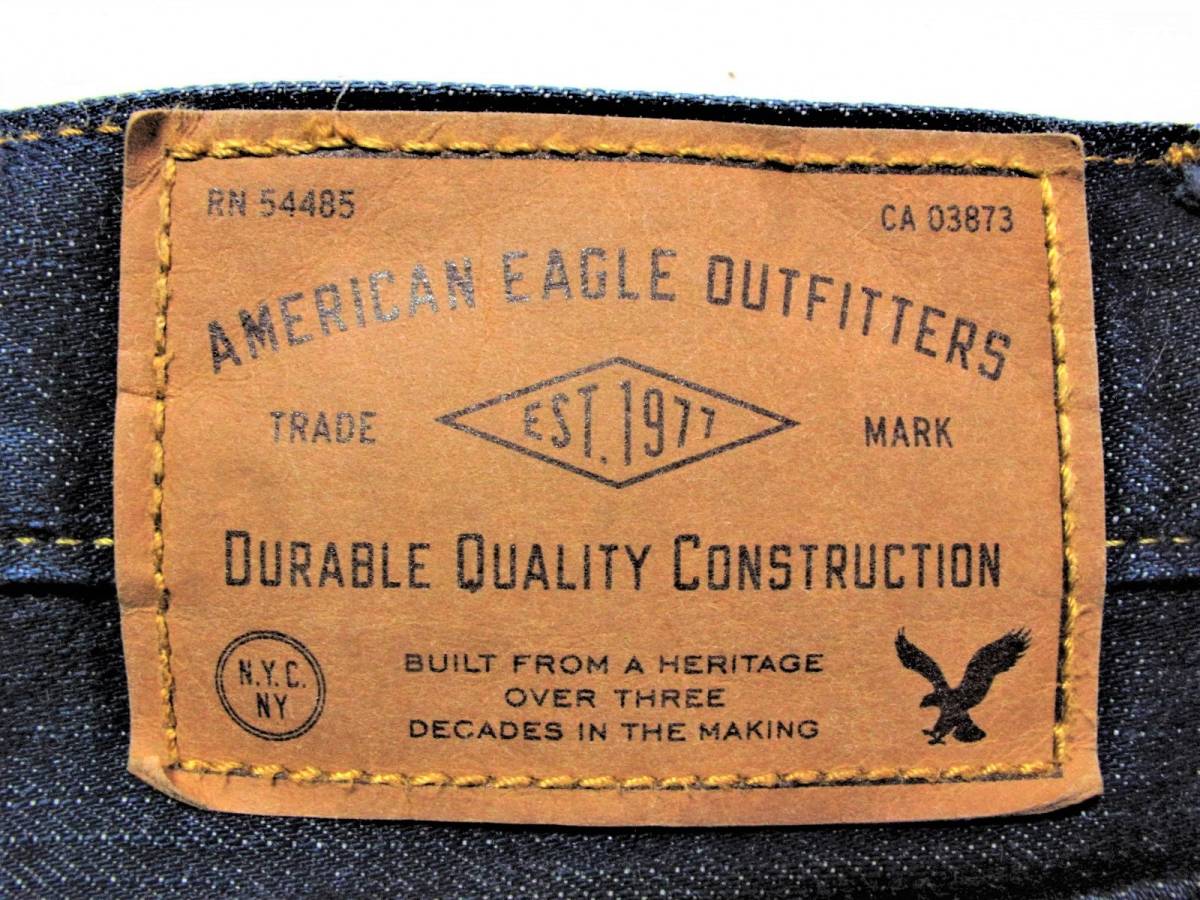 RN 54485
CA 03873
AMERICAN EAGLE OUTFITTERS
TRADE EST. 1977 MARK
DURABLE QUALITY CONSTRUCTION
N.Y.C.
NY
BUILT FROM A HERITAGE
OVER THREE
DECADES IN THE MAKING